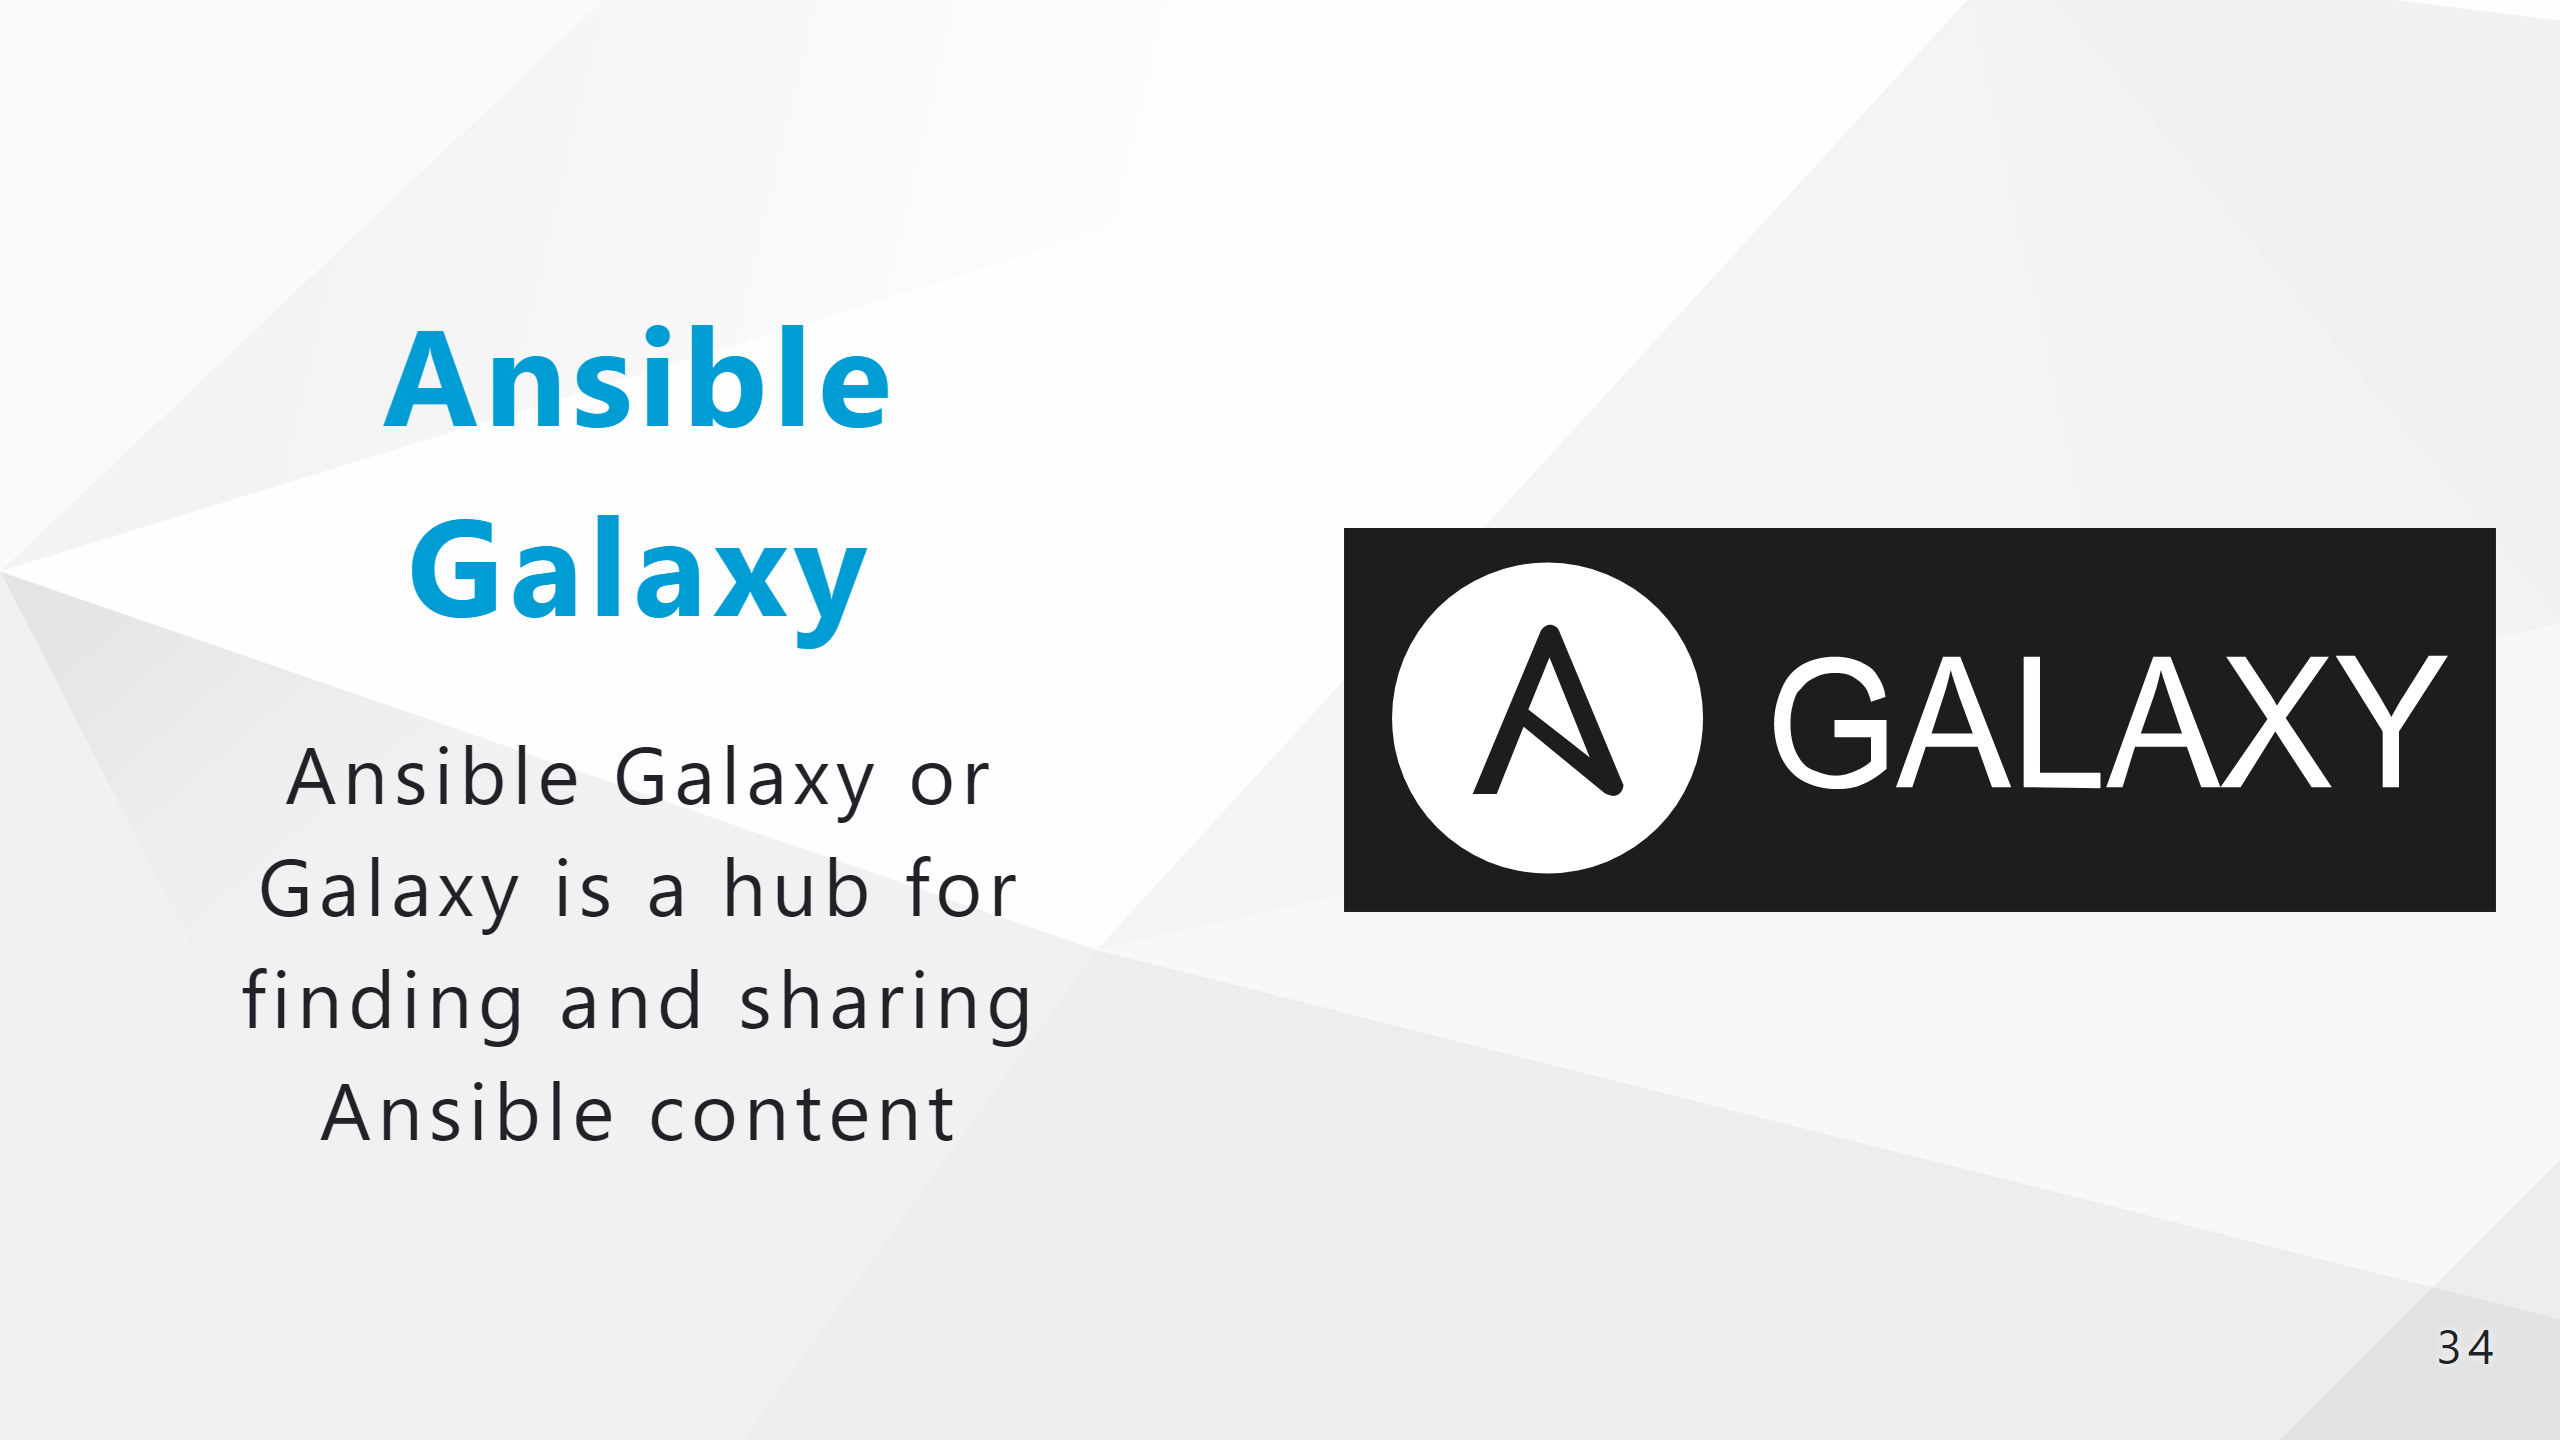 Ansible
Galaxy
Ansible Galaxy or
Galaxy is a hub for
finding and sharing
Ansible content
GALAXY
34